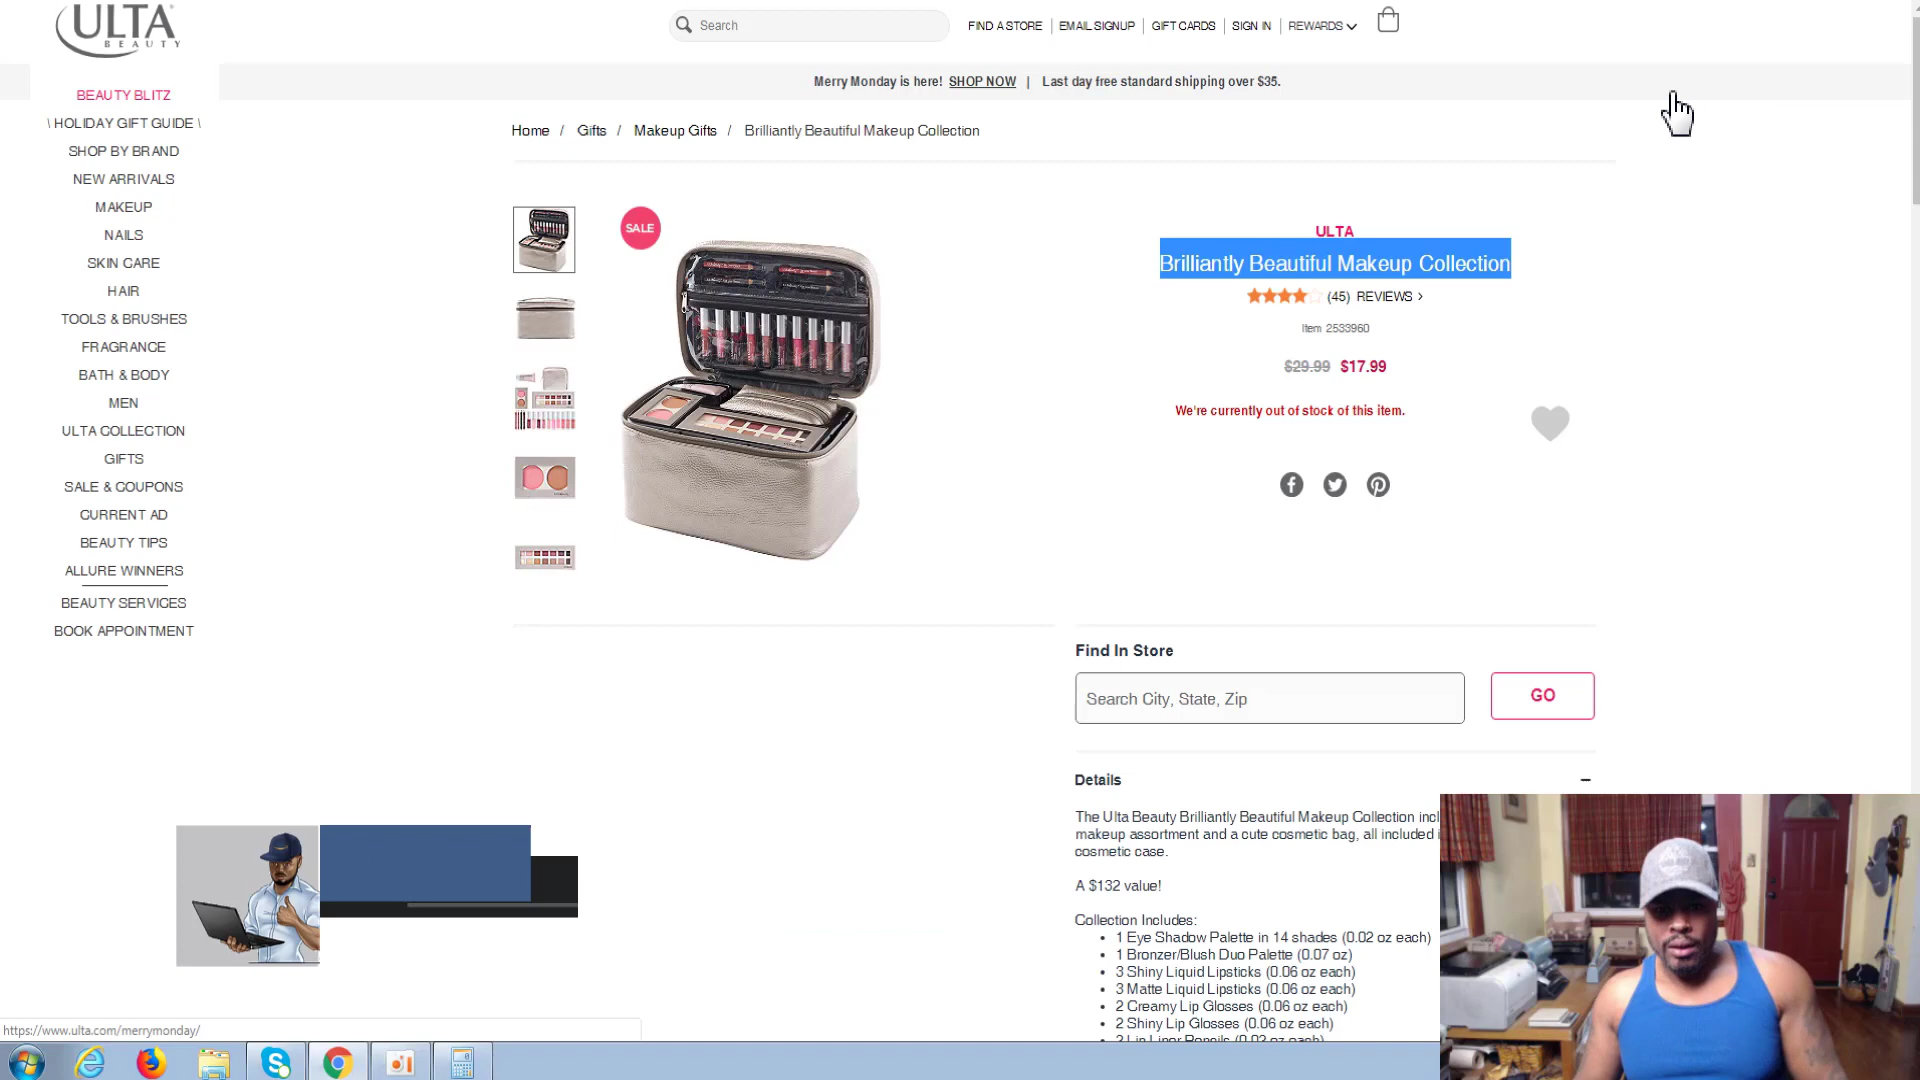 ULTA
BEAUTY
Search
FIND A STORE
EMAIL SIGNUP
GIFT CARDS
SIGN IN
REWARDS
Merry Monday is here! SHOP NOW | Last day free standard shipping over $35.
BEAUTY BLITZ
\ HOLIDAY GIFT GUIDE \
SHOP BY BRAND
NEW ARRIVALS
MAKEUP
NAILS
SKIN CARE
HAIR
TOOLS & BRUSHES
FRAGRANCE
BATH & BODY
MEN
ULTA COLLECTION
GIFTS
SALE & COUPONS
CURRENT AD
BEAUTY TIPS
ALLURE WINNERS
BEAUTY SERVICES
BOOK APPOINTMENT
Home / Gifts / Makeup Gifts / Brilliantly Beautiful Makeup Collection
SALE
ULTA
Brilliantly Beautiful Makeup Collection
(45) REVIEWS >
Item 2533960
$29.99 $17.99
We're currently out of stock of this item.
Find In Store
Search City, State, Zip
GO
Details
The Ulta Beauty Brilliantly Beautiful Makeup Collection incl
makeup assortment and a cute cosmetic bag, all included
cosmetic case.
A $132 value!
Collection Includes:
• 1 Eye Shadow Palette in 14 shades (0.02 oz each)
• 1 Bronzer/Blush Duo Palette (0.07 oz)
• 3 Shiny Liquid Lipsticks (0.06 oz each)
• 3 Matte Liquid Lipsticks (0.06 oz each)
• 2 Creamy Lip Glosses (0.06 oz each)
• 2 Shiny Lip Glosses (0.06 oz each)
• 2 Lip Liner Pencils (0.02 oz each)
https://www.ulta.com/merrymonday/